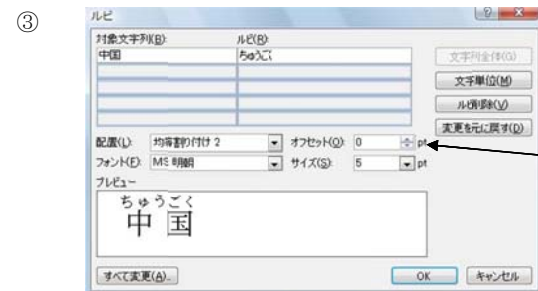 ③
ルビ
対象文字列(B):
ルビ(R):
中国
ちゅうごく
文字列全体(G)
文字単位(M)
ルビ解除(V)
変更を元に戻す(D)
配置(L):
均等割り付け 2
オフセット(O):
0
pt
フォント(F):
MS 明朝
サイズ(S):
5
pt
プレビュー
ちゅうごく
中国
すべて変更(A)...
OK
キャンセル